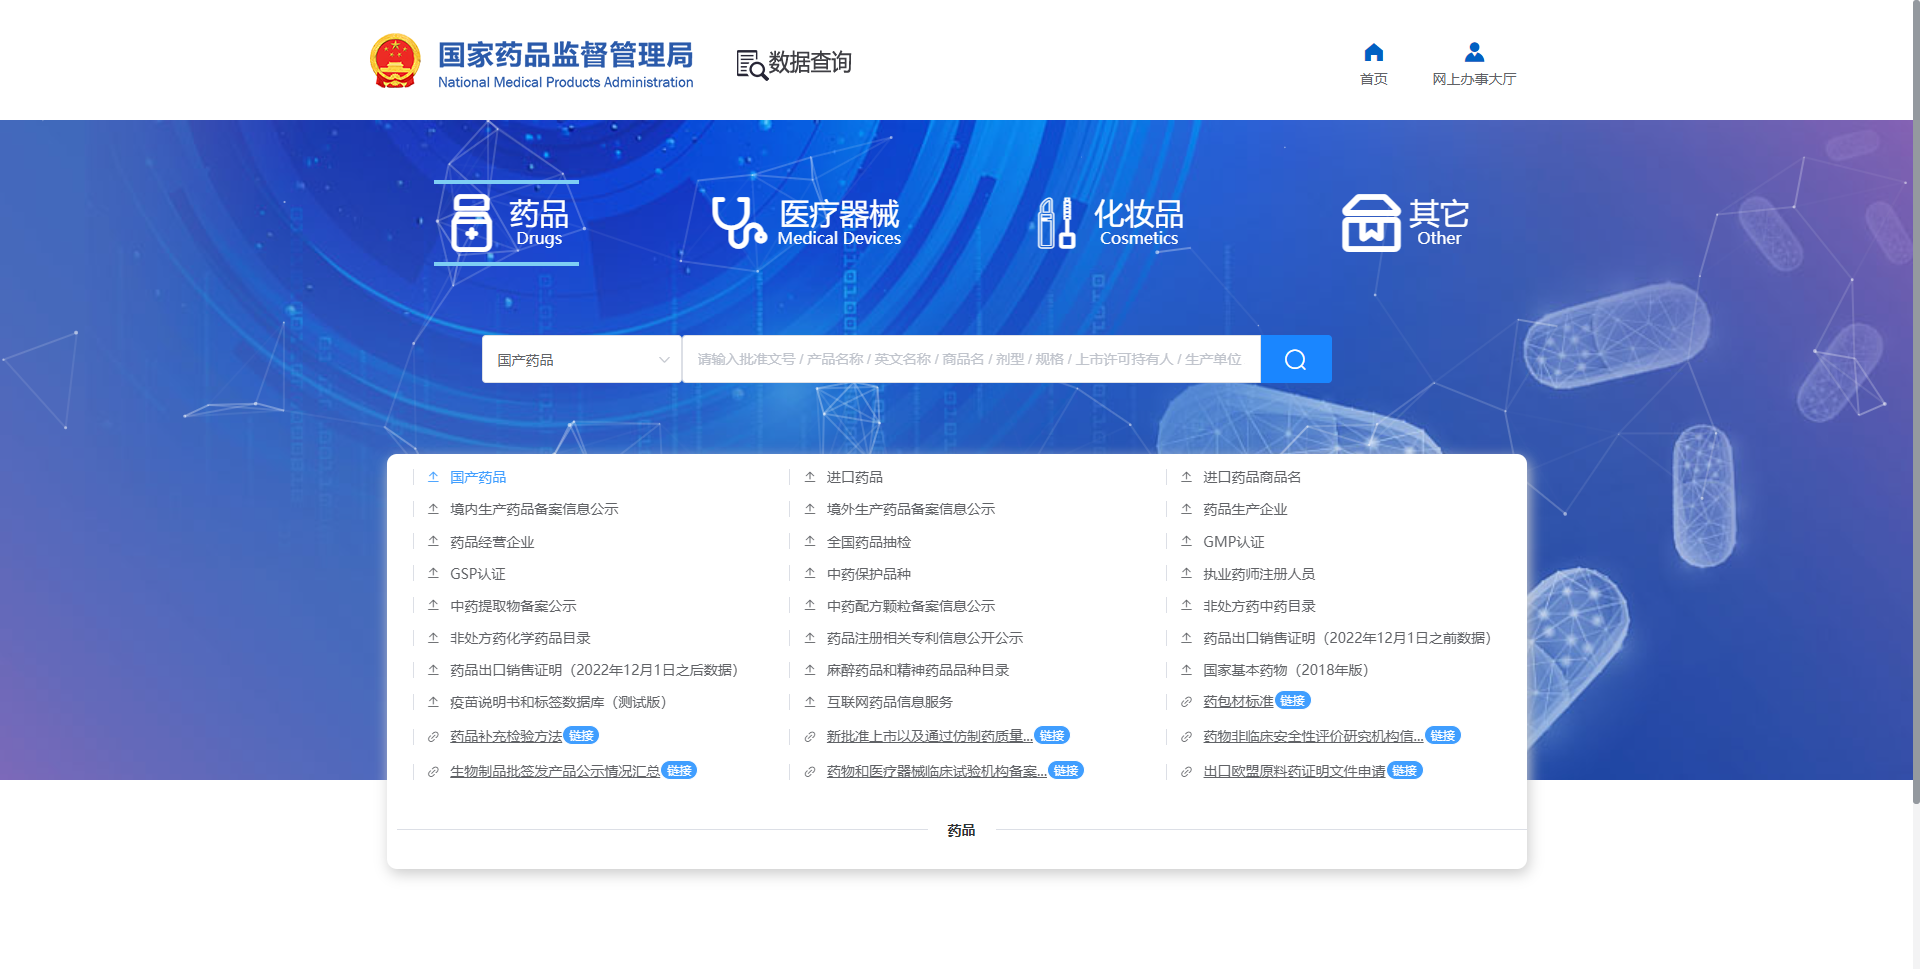 国家药品监督管理局
National Medical Products Administration
数据查询
首页
网上办事大厅
药品
Drugs
医疗器械
Medical Devices
化妆品
Cosmetics
其它
Other
国产药品
请输入批准文号 / 产品名称 / 英文名称 / 商品名 / 剂型 / 规格 / 上市许可持有人 / 生产单位
国产药品
进口药品
进口药品商品名
境内生产药品备案信息公示
境外生产药品备案信息公示
药品生产企业
药品经营企业
全国药品抽检
GMP认证
GSP认证
中药保护品种
执业药师注册人员
中药提取物备案公示
中药配方颗粒备案信息公示
非处方药中药目录
非处方药化学药品目录
药品注册相关专利信息公开公示
药品出口销售证明（2022年12月1日之前数据）
药品出口销售证明（2022年12月1日之后数据）
麻醉药品和精神药品品种目录
国家基本药物（2018年版）
疫苗说明书和标签数据库（测试版）
互联网药品信息服务
药包材标准 链接
药品补充检验方法 链接
新批准上市以及通过仿制药质量... 链接
药物非临床安全性评价研究机构信... 链接
生物制品批签发产品公示情况汇总 链接
药物和医疗器械临床试验机构备案... 链接
出口欧盟原料药证明文件申请 链接
药品